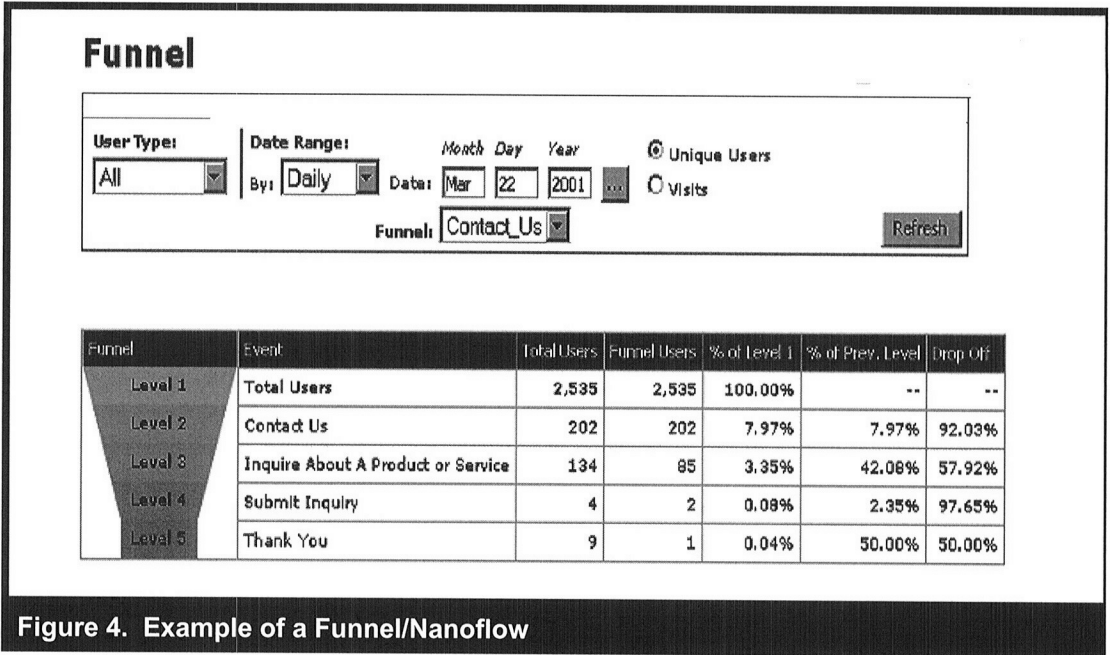 Funnel
User Type: Date Range: Month Day Year Unique Users
All By: Daily Date: Mar 22 2001 ... Visits
Funnel: Contact_Us Refresh
Funnel Event Total Users Funnel Users % of Level 1 % of Prev. Level Drop Off
Level 1 Total Users 2,535 2,535 100.00% -- --
Level 2 Contact Us 202 202 7.97% 7.97% 92.03%
Level 3 Inquire About A Product or Service 134 85 3.35% 42.08% 57.92%
Level 4 Submit Inquiry 4 2 0.08% 2.35% 97.65%
Level 5 Thank You 9 1 0.04% 50.00% 50.00%
Figure 4. Example of a Funnel/Nanoflow